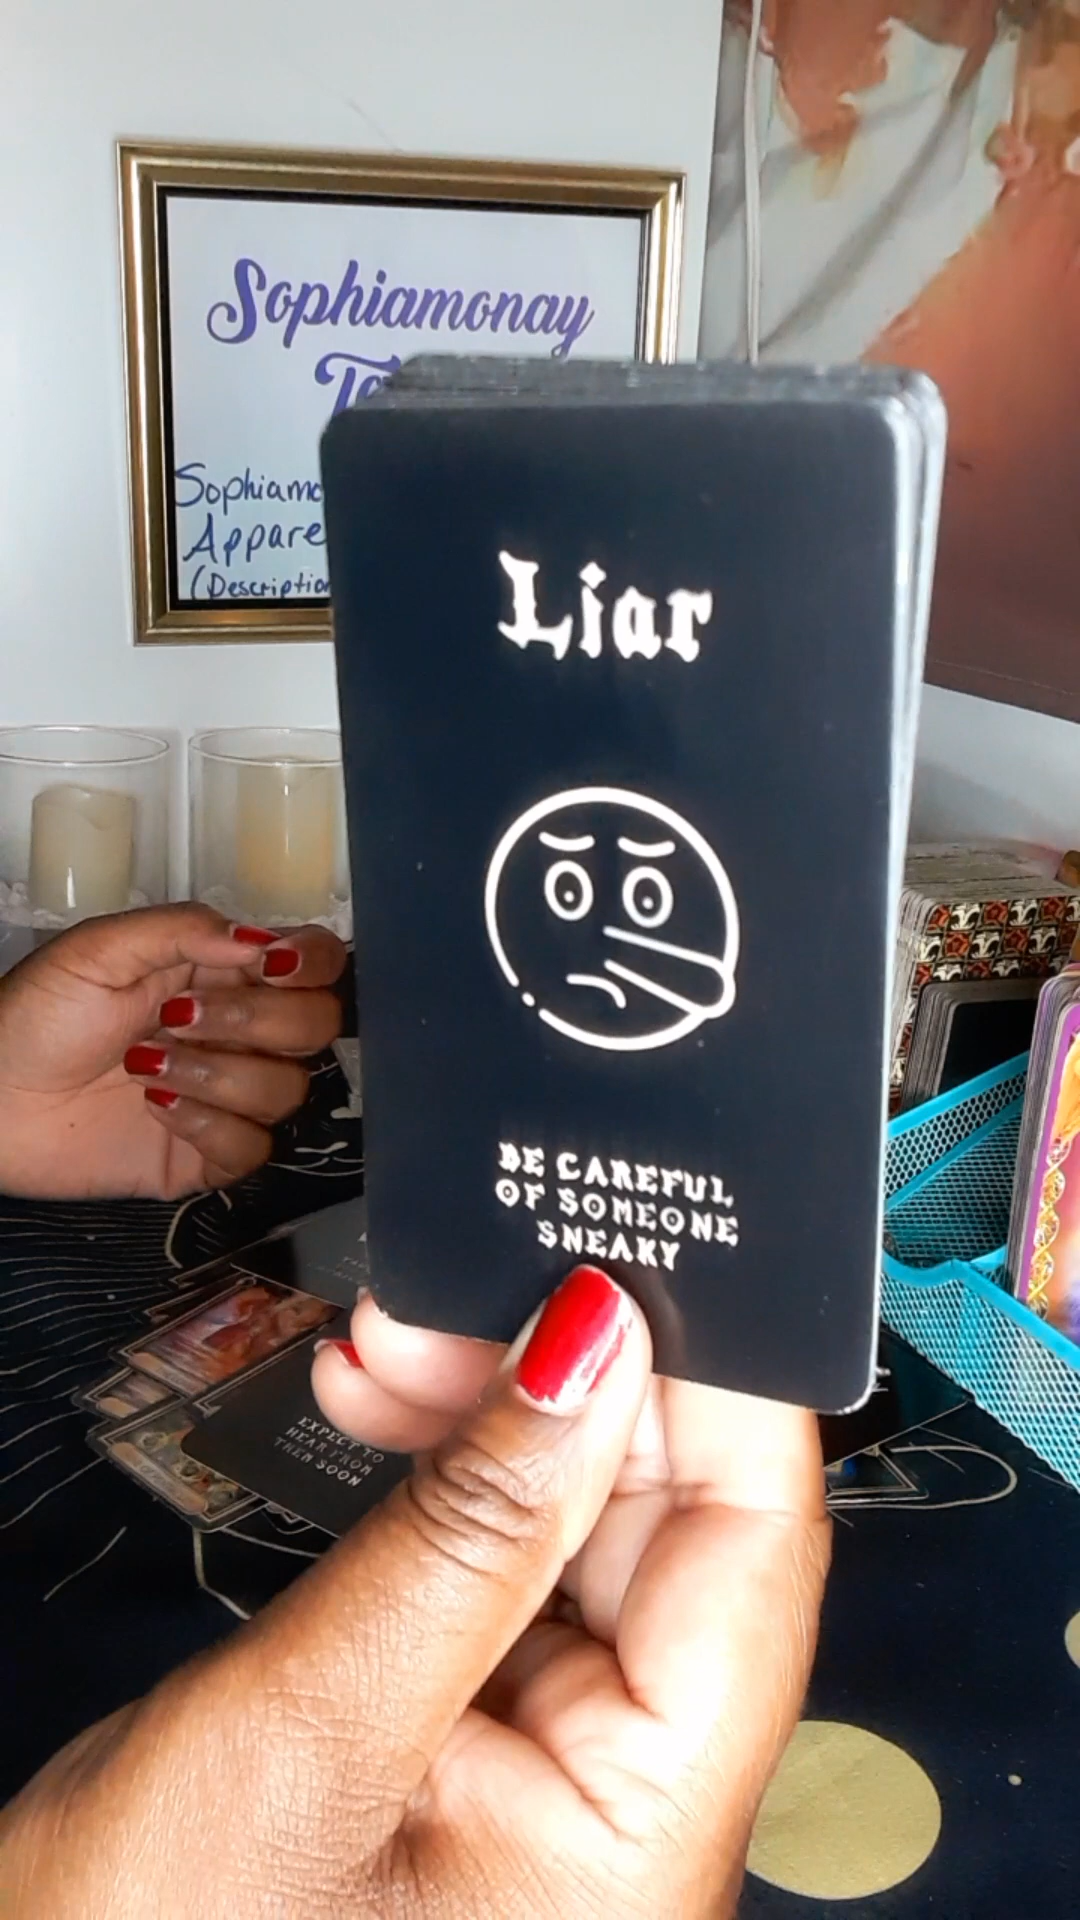 Sophiamonay
Sophiamo
Appare
(Description
Liar
BE CAREFUL
OF SOMEONE
SNEAKY
EXPECT TO
HEAR FROM
THEM SOON